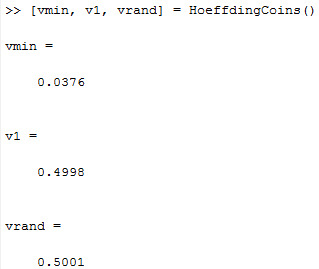 >> [vmin, v1, vrand] = HoeffdingCoins()
vmin =
0.0376
v1 =
0.4998
vrand =
0.5001